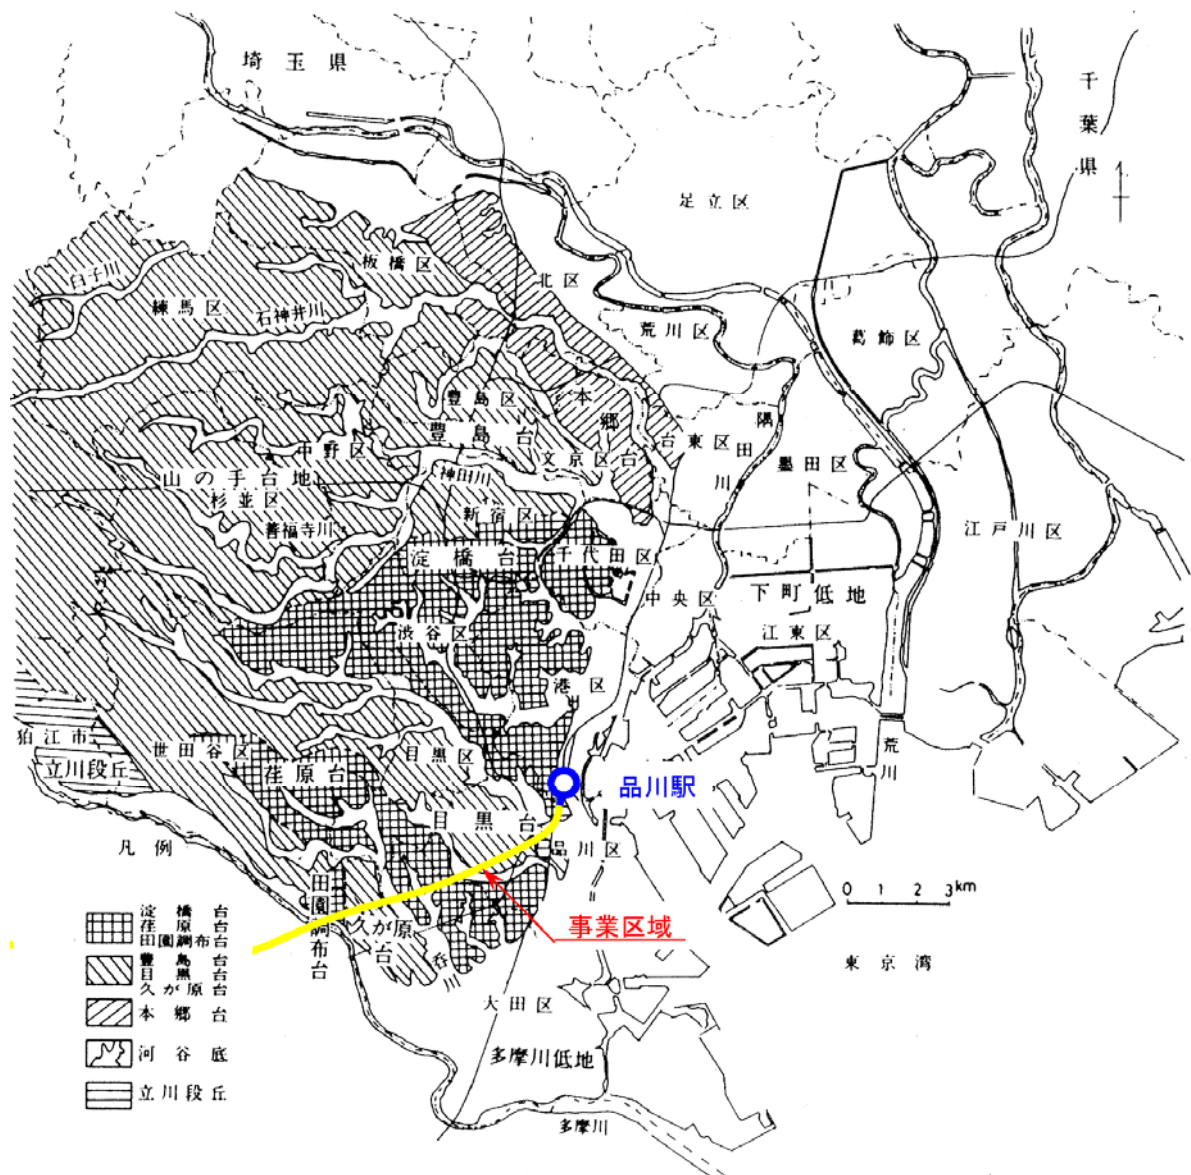 埼玉県
千葉県
足立区
臼子川
板橋区
北区
練馬区
石神井川
荒川区
葛飾区
豊島区
本郷台
隅田川
豊島台
台東区
中野区
文京区
墨田区
山の手台地
神田川
杉並区
新宿区
善福寺川
江戸川区
淀橋台
千代田区
中央区
下町低地
渋谷区
江東区
港区
狛江市
世田谷区
目黒区
荒川
立川段丘
荏原台
品川駅
目黒台
品川区
凡例
田園調布台
久が原台
事業区域
0 1 2 3km
淀橋台
荏原台
田園調布台
豊島台
目黒台
久が原台
呑川
東京湾
本郷台
大田区
河谷底
多摩川低地
立川段丘
多摩川